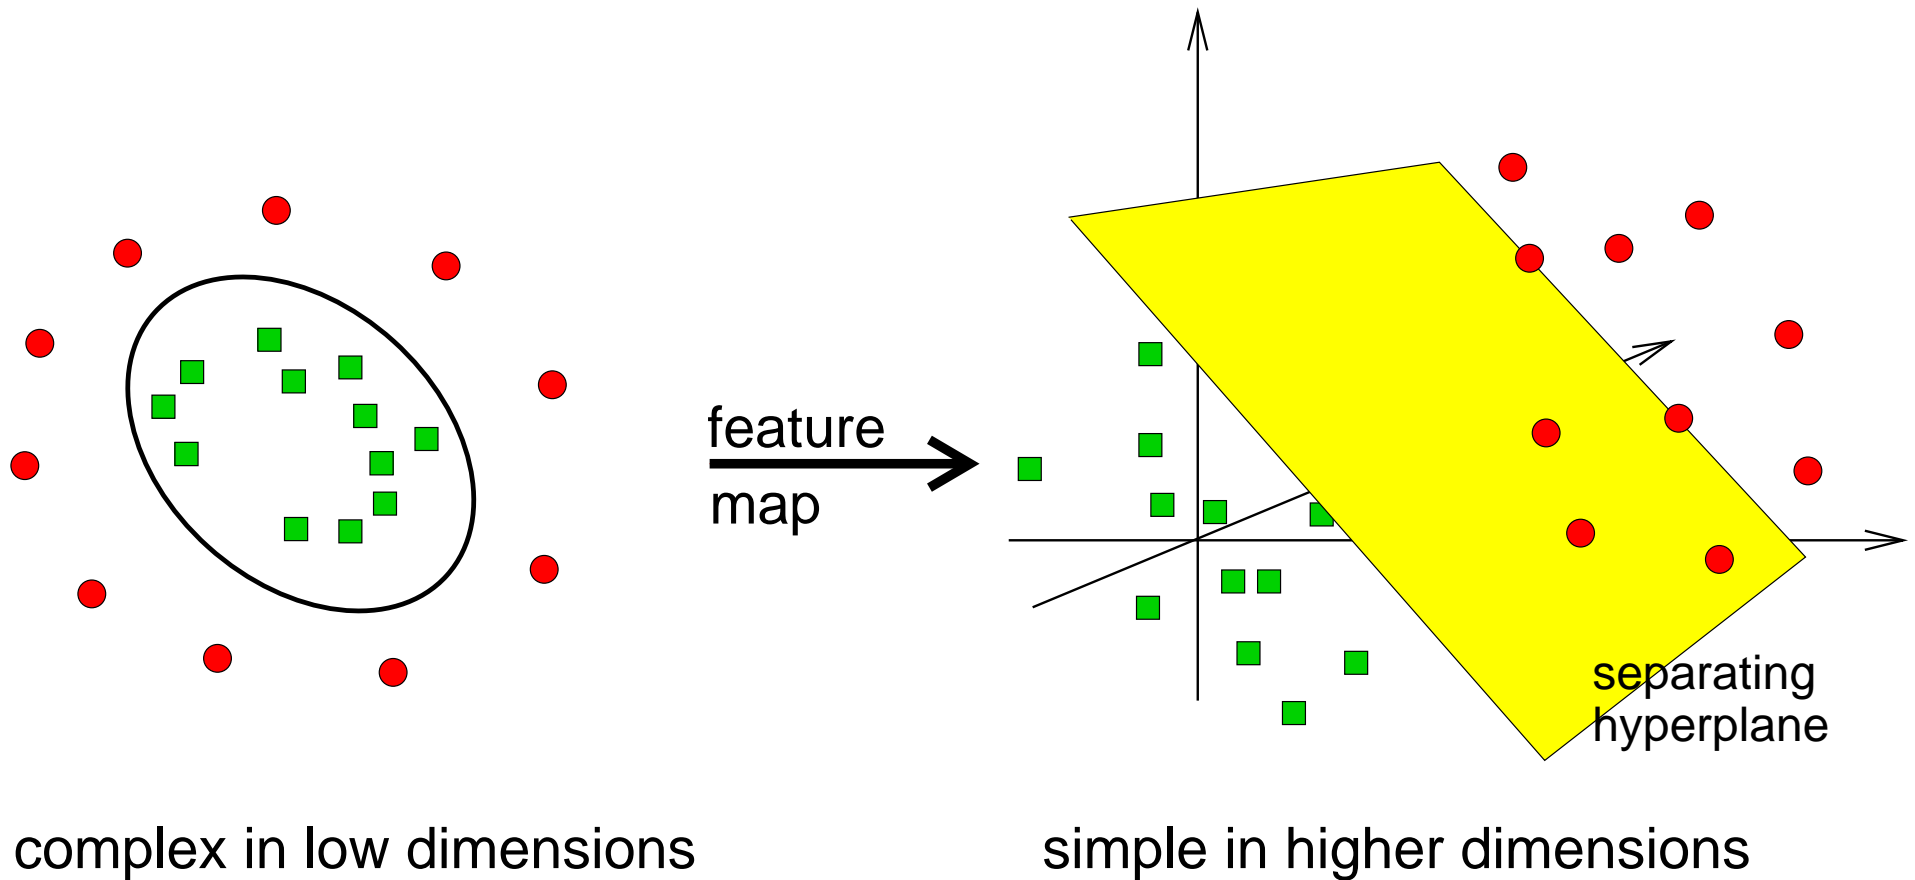 feature
map
separating
hyperplane
complex in low dimensions
simple in higher dimensions